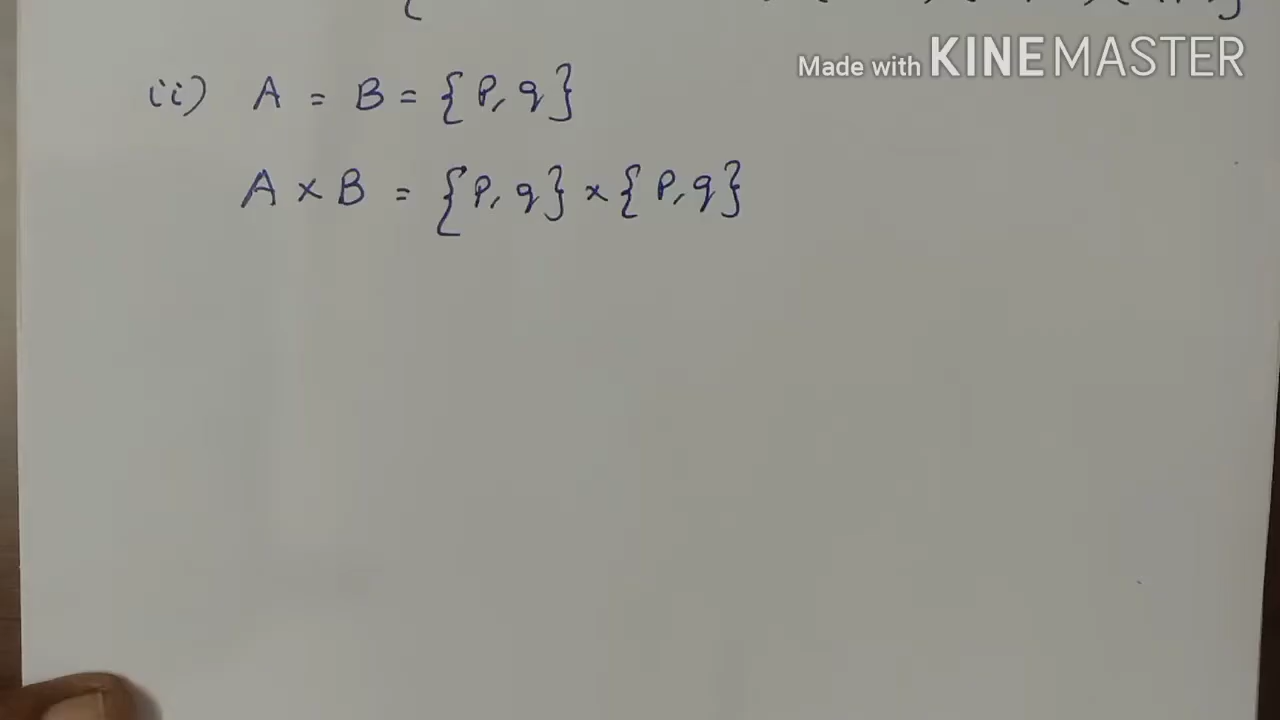 Made with KINEMASTER
ii) A = B = {P, q}
A × B = {P, q} × {P, q}